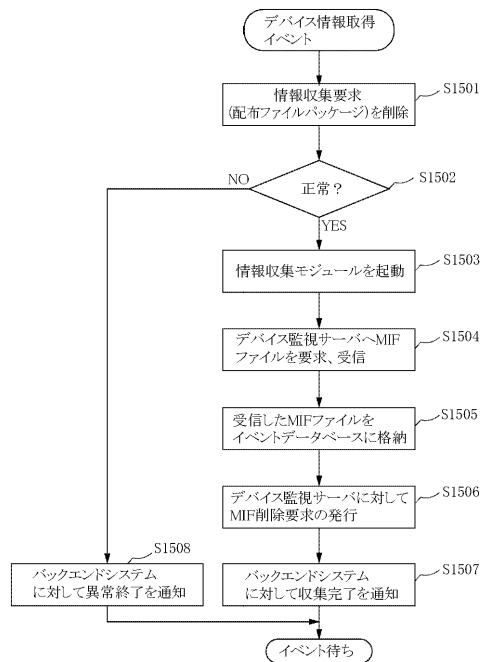 デバイス情報取得
イベント
S1501
情報収集要求
(配布ファイルパッケージ)を削除
S1502
NO
正常？
YES
S1503
情報収集モジュールを起動
S1504
デバイス監視サーバへMIF
ファイルを要求、受信
S1505
受信したMIFファイルを
イベントデータベースに格納
S1506
デバイス監視サーバに対して
MIF削除要求の発行
S1508
バックエンドシステム
に対して異常終了を通知
S1507
バックエンドシステム
に対して収集完了を通知
イベント待ち